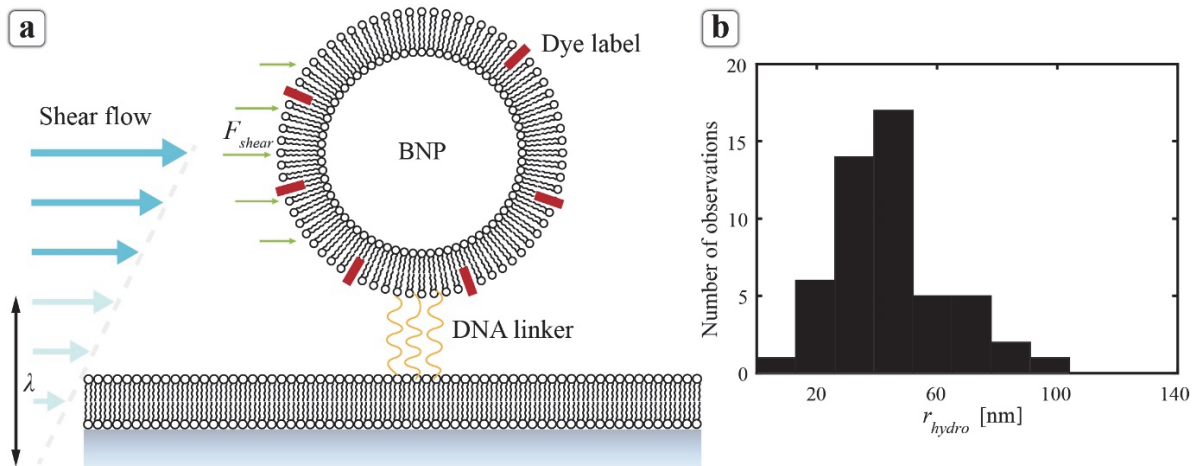 a
Shear flow
F_shear
BNP
Dye label
DNA linker
λ
b
Number of observations
20
15
10
5
0
20
60
100
140
r_hydro [nm]